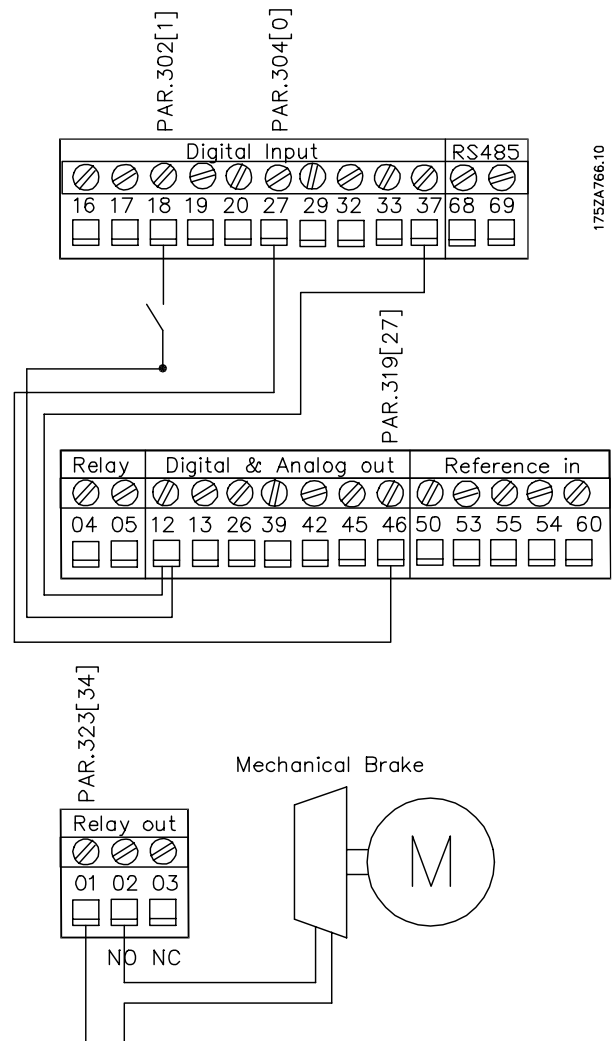 PAR.302[1]
PAR.304[0]
Digital Input RS485
16 17 18 19 20 27 29 32 33 37 68 69
175ZA766.10
PAR.319[27]
Relay Digital & Analog out Reference in
04 05 12 13 26 39 42 45 46 50 53 55 54 60
PAR.323[34]
Mechanical Brake
Relay out
01 02 03
NO NC
M